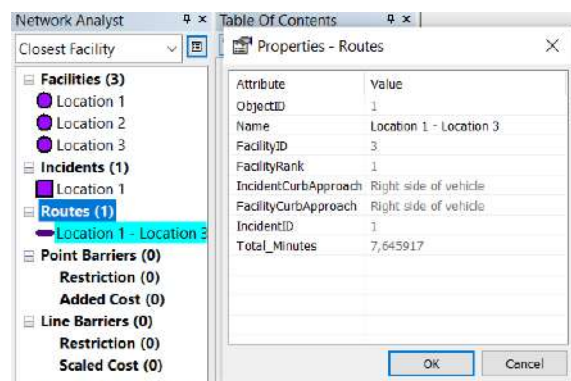 Network Analyst
Closest Facility
Facilities (3)
Location 1
Location 2
Location 3
Incidents (1)
Location 1
Routes (1)
Location 1 - Location 3
Point Barriers (0)
Restriction (0)
Added Cost (0)
Line Barriers (0)
Restriction (0)
Scaled Cost (0)
Table Of Contents
Properties - Routes
Attribute Value
ObjectID 1
Name Location 1 - Location 3
FacilityID 3
FacilityRank 1
IncidentCurbApproach Right side of vehicle
FacilityCurbApproach Right side of vehicle
IncidentID 1
Total_Minutes 7,645917
OK Cancel